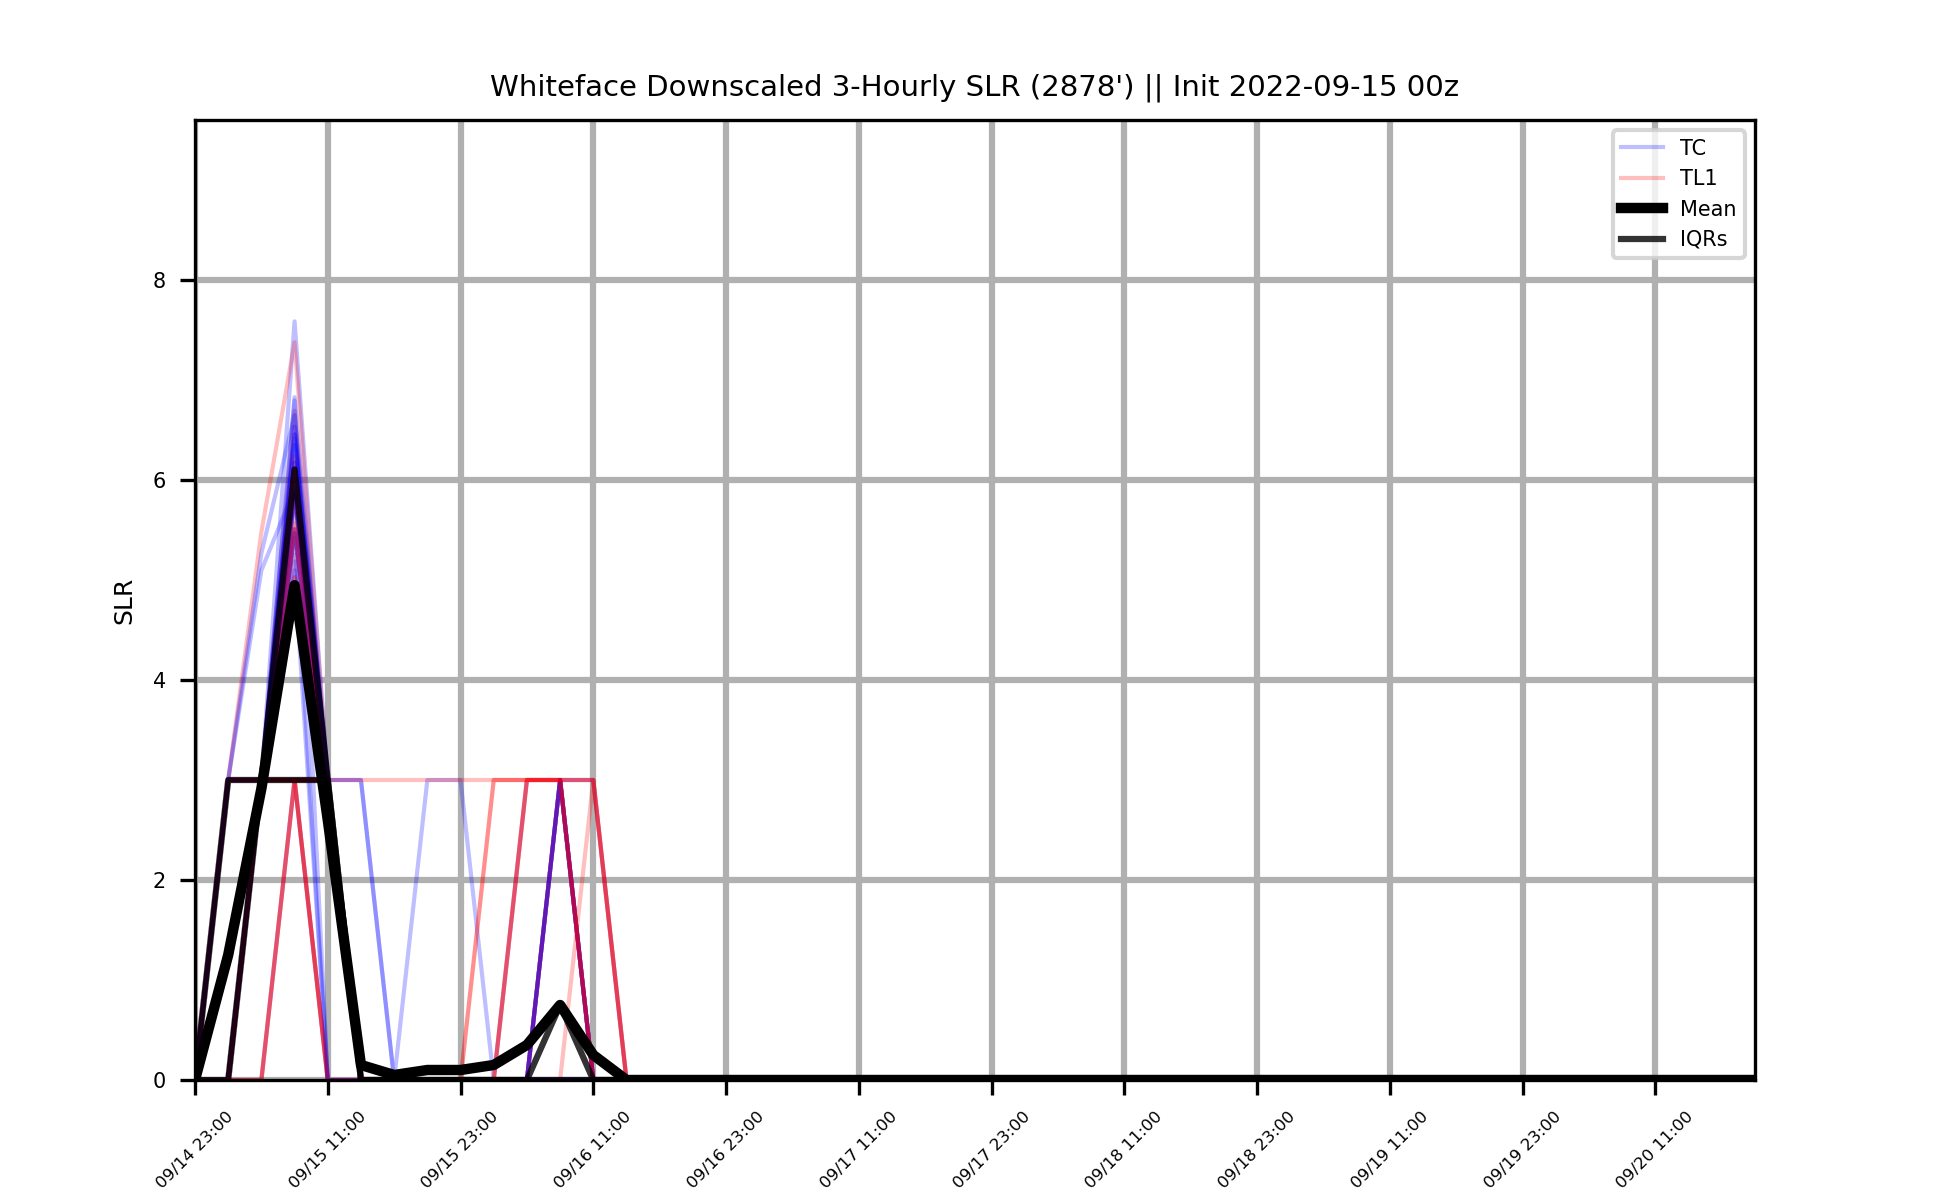 Whiteface Downscaled 3-Hourly SLR (2878') || Init 2022-09-15 00z
TC
TL1
Mean
IQRs
SLR
8
6
4
2
0
09/14 23:00
09/15 11:00
09/15 23:00
09/16 11:00
09/16 23:00
09/17 11:00
09/17 23:00
09/18 11:00
09/18 23:00
09/19 11:00
09/19 23:00
09/20 11:00